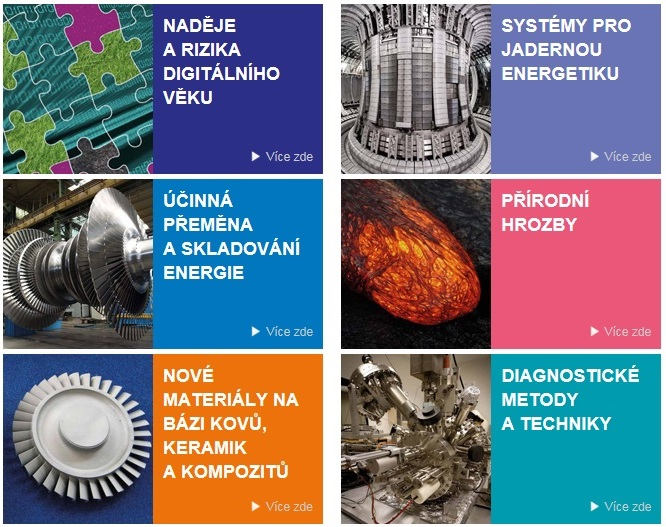 NADĚJE
A RIZIKA
DIGITÁLNÍHO
VĚKU
Více zde
SYSTÉMY PRO
JADERNOU
ENERGETIKU
Více zde
ÚČINNÁ
PŘEMĚNA
A SKLADOVÁNÍ
ENERGIE
Více zde
PŘÍRODNÍ
HROZBY
Více zde
NOVÉ
MATERIÁLY NA
BÁZI KOVŮ,
KERAMIK
A KOMPOZITŮ
Více zde
DIAGNOSTICKÉ
METODY
A TECHNIKY
Více zde